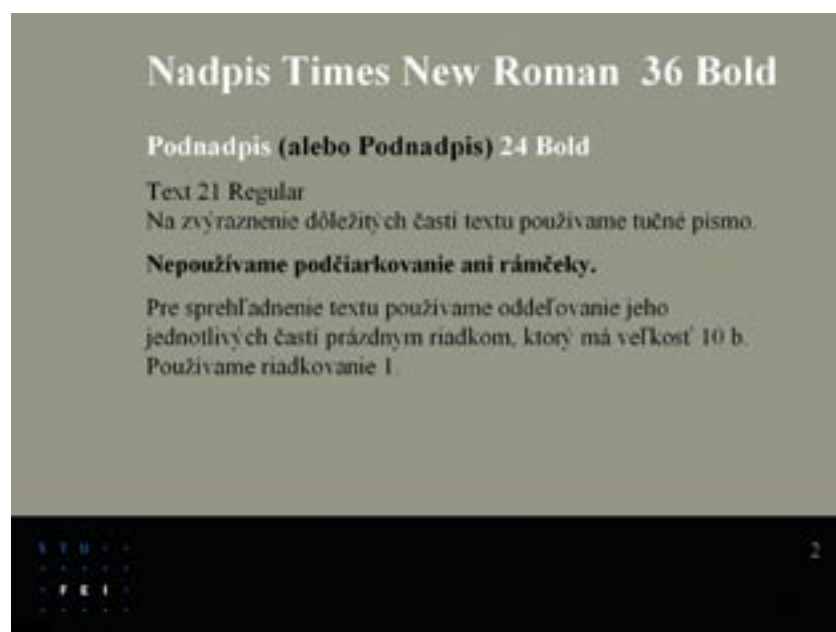 Nadpis Times New Roman 36 Bold
Podnadpis (alebo Podnadpis) 24 Bold
Text 21 Regular
Na zvýraznenie dôležitých častí textu používame tučné písmo.
Nepoužívame podčiarkovanie ani rámčeky.
Pre sprehľadnenie textu používame oddeľovanie jeho
jednotlivých častí prázdnym riadkom, ktorý má veľkosť 10 b.
Používame riadkovanie 1.
S T U
F E I
2